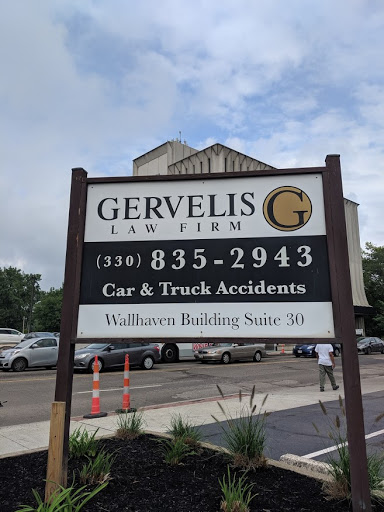 GERVELIS G
LAW FIRM
(330) 835-2943
Car & Truck Accidents
Wallhaven Building Suite 30